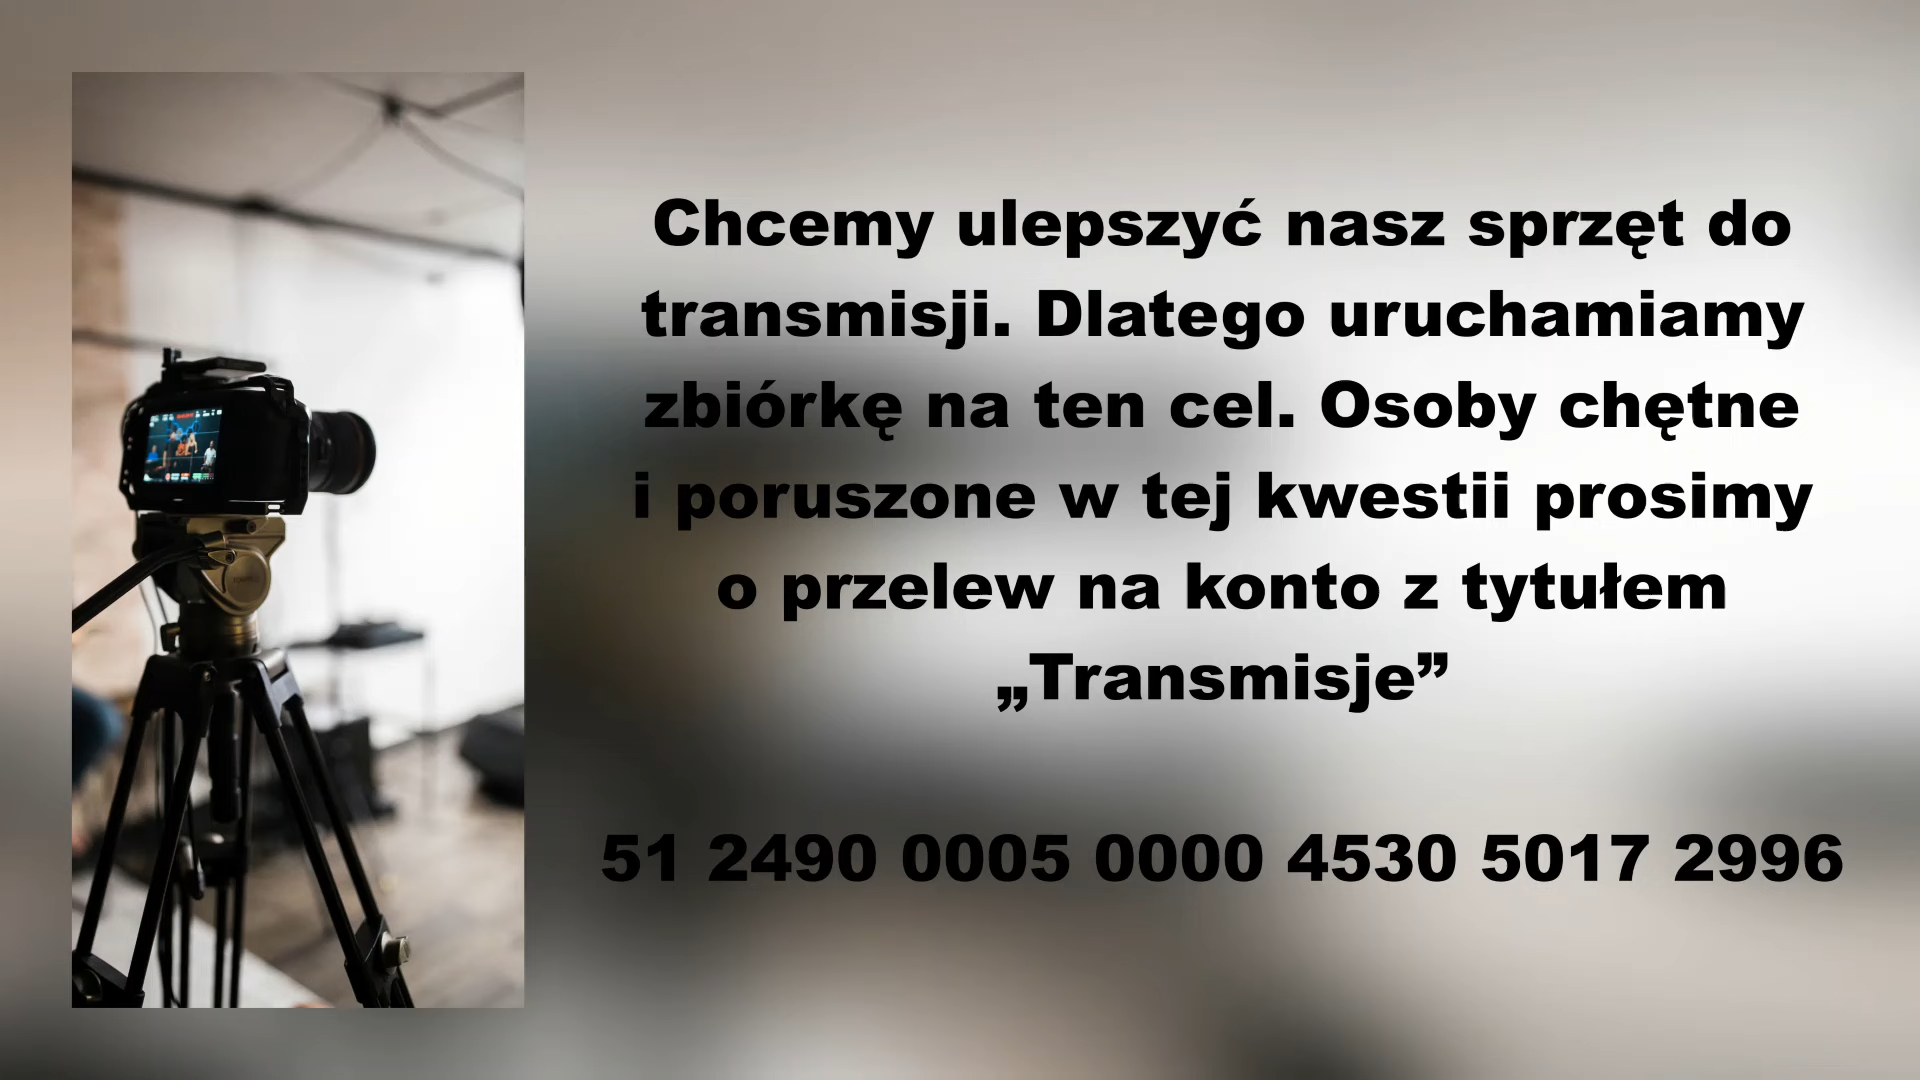 Chcemy ulepszyć nasz sprzęt do
transmisji. Dlatego uruchamiamy
zbiórkę na ten cel. Osoby chętne
i poruszone w tej kwestii prosimy
o przelew na konto z tytułem
„Transmisje”
51 2490 0005 0000 4530 5017 2996